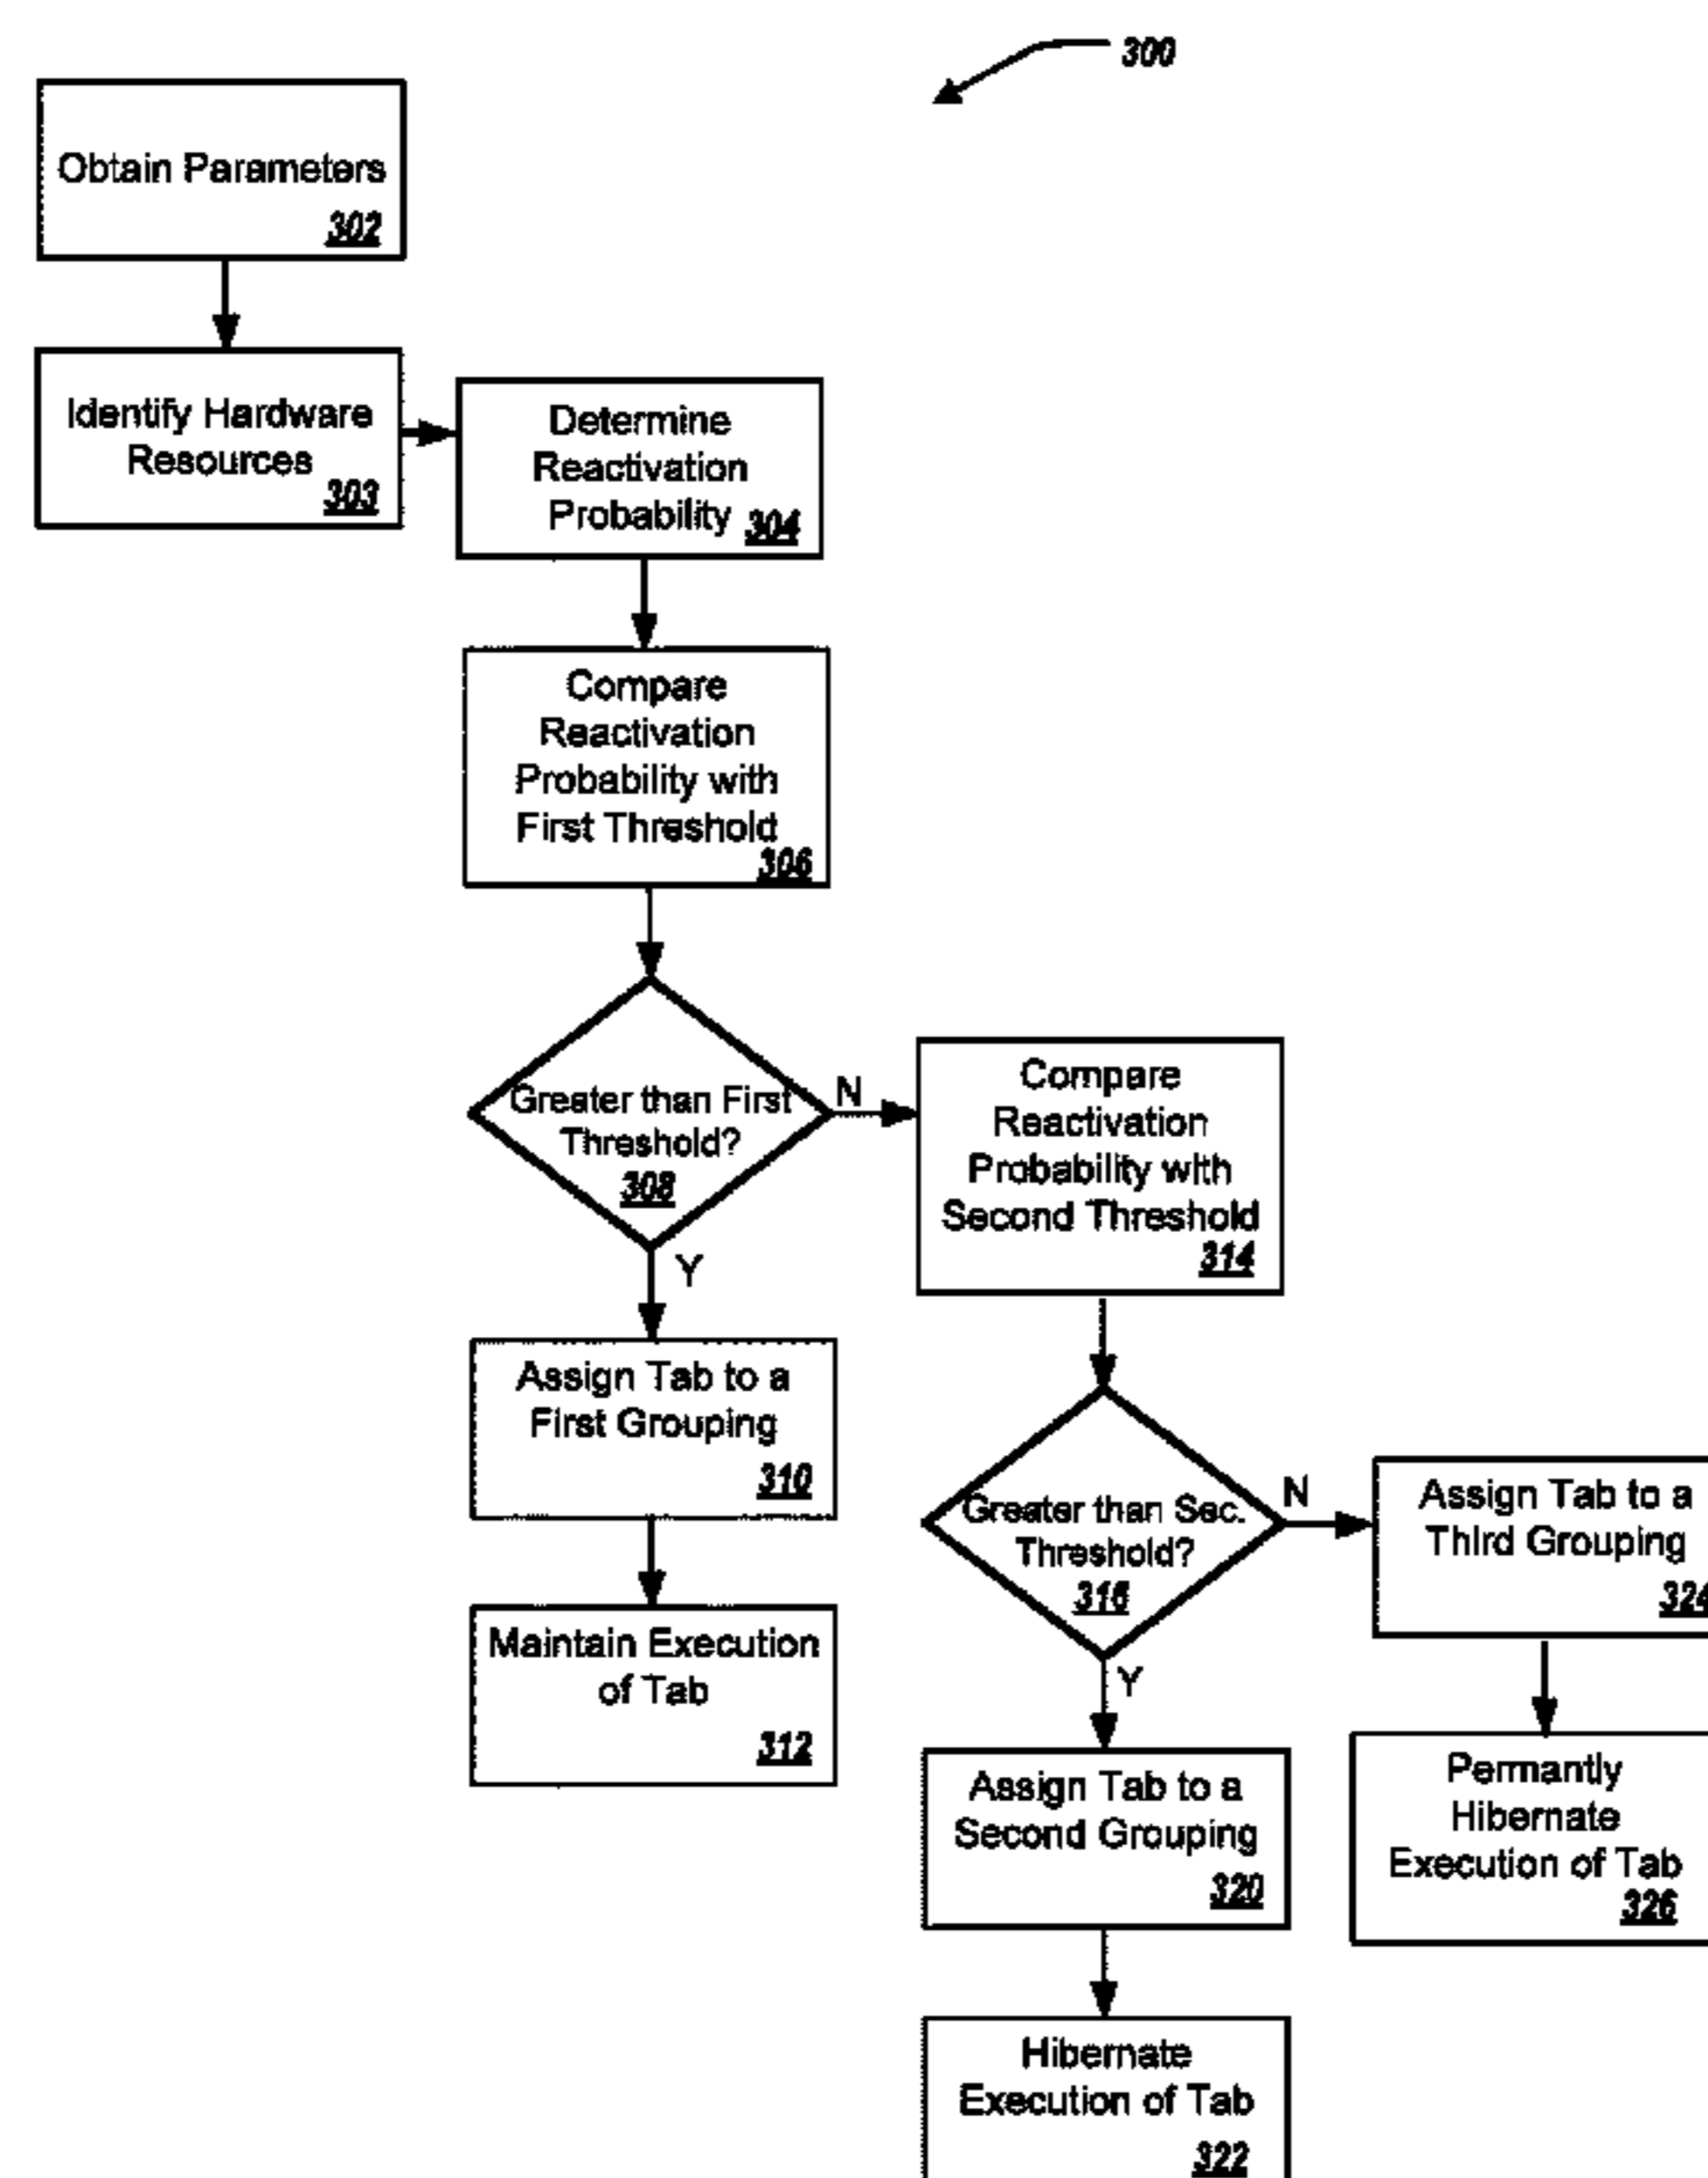 300
Obtain Parameters
302
Identify Hardware
Resources
303
Determine
Reactivation
Probability
304
Compare
Reactivation
Probability with
First Threshold
306
Greater than First
Threshold?
308
N
Y
Compare
Reactivation
Probability with
Second Threshold
314
Assign Tab to a
First Grouping
310
Maintain Execution
of Tab
312
Greater than Sec.
Threshold?
316
N
Y
Assign Tab to a
Third Grouping
324
Permantly
Hibernate
Execution of Tab
326
Assign Tab to a
Second Grouping
320
Hibernate
Execution of Tab
322